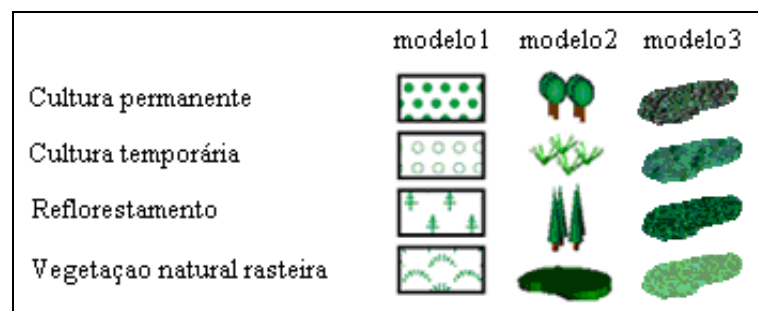 modelo1 modelo2 modelo3
Cultura permanente
Cultura temporária
Reflorestamento
Vegetaçao natural rasteira